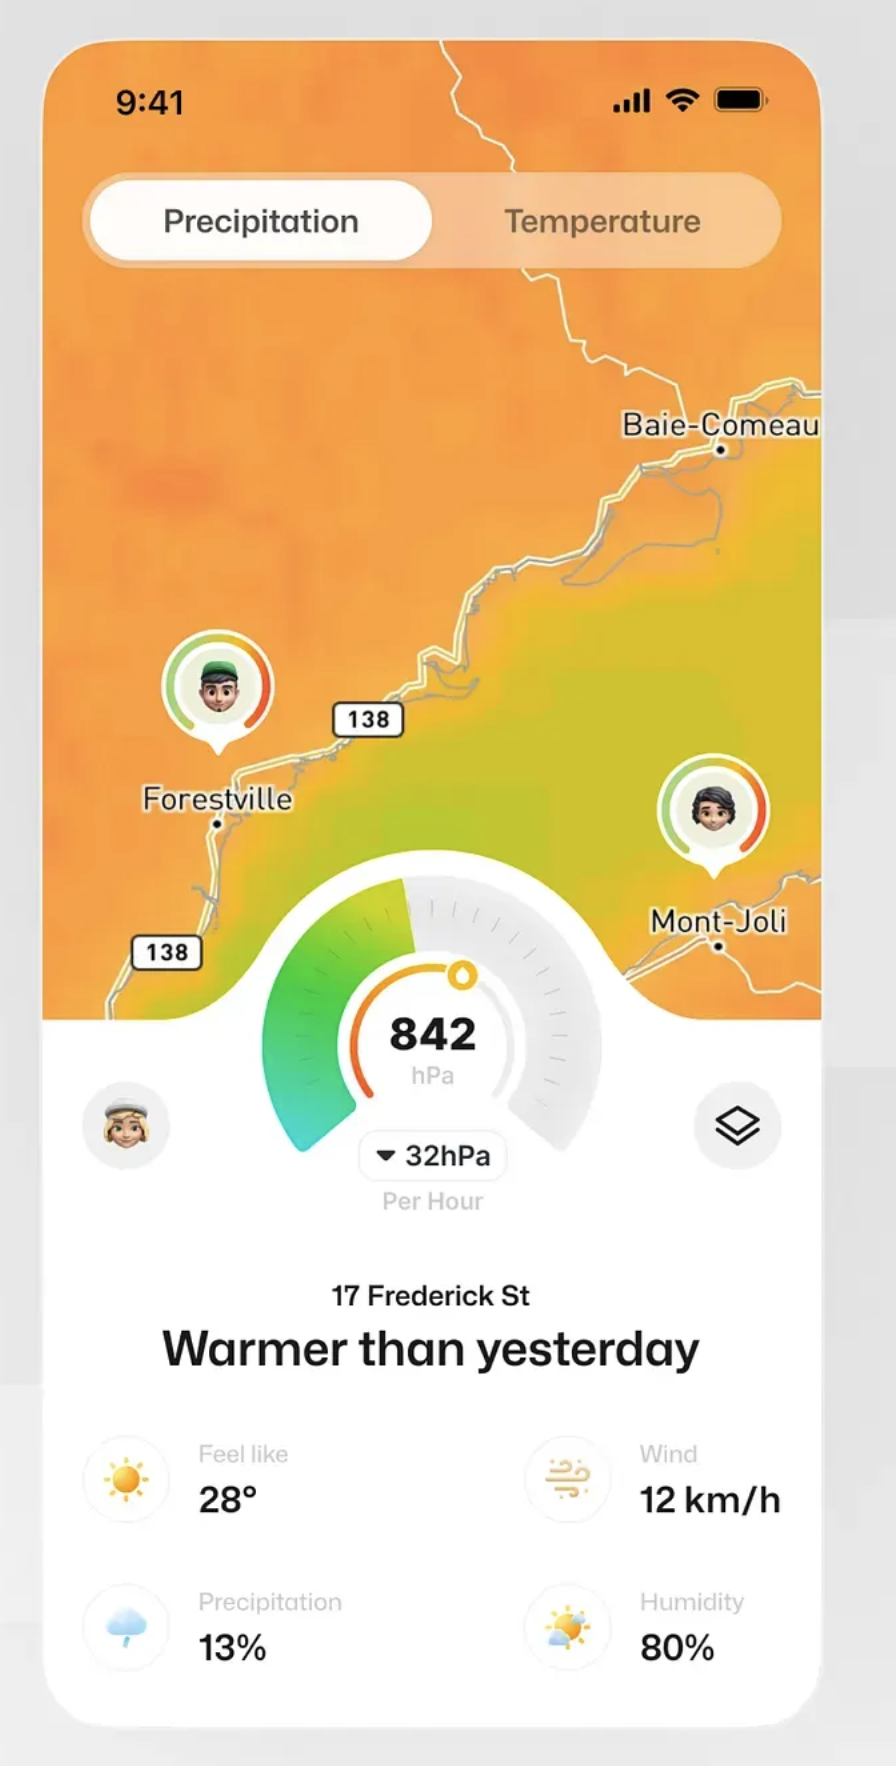 9:41
Precipitation Temperature
Baie-Comeau
138
Forestville
Mont-Joli
138
842
hPa
32hPa
Per Hour
17 Frederick St
Warmer than yesterday
Feel like
28°
Wind
12 km/h
Precipitation
13%
Humidity
80%